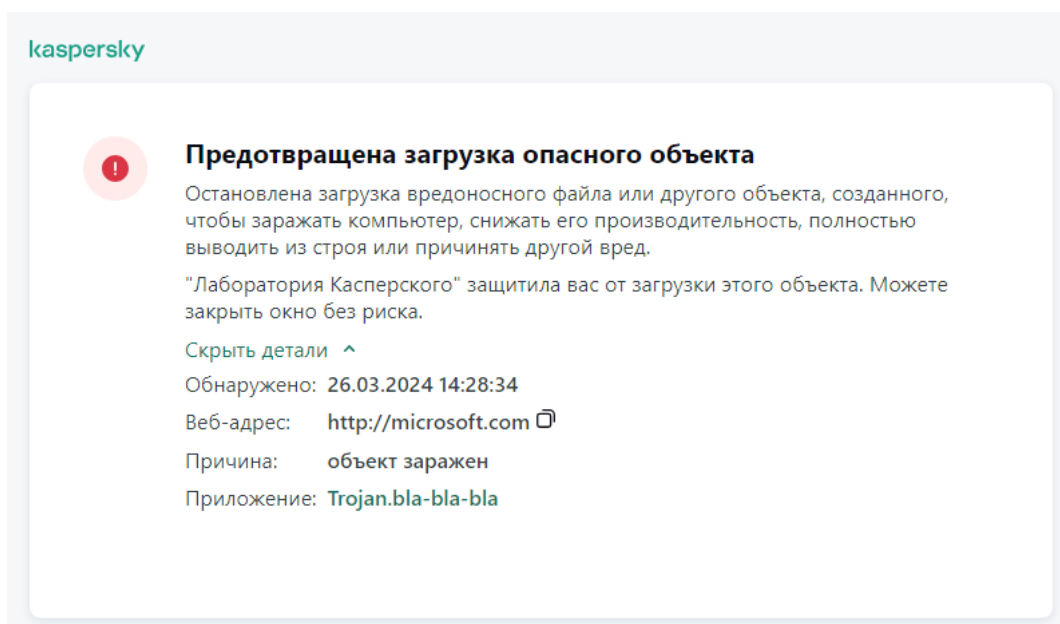 kaspersky
Предотвращена загрузка опасного объекта
Остановлена загрузка вредоносного файла или другого объекта, созданного,
чтобы заражать компьютер, снижать его производительность, полностью
выводить из строя или причинять другой вред.
"Лаборатория Касперского" защитила вас от загрузки этого объекта. Можете
закрыть окно без риска.
Скрыть детали
Обнаружено: 26.03.2024 14:28:34
Веб-адрес: http://microsoft.com
Причина: объект заражен
Приложение: Trojan.bla-bla-bla